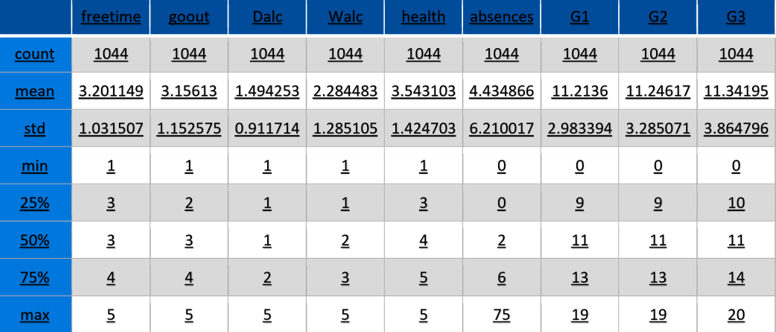 freetime goout Dalc Walc health absences G1 G2 G3
count 1044 1044 1044 1044 1044 1044 1044 1044 1044
mean 3.201149 3.15613 1.494253 2.284483 3.543103 4.434866 11.2136 11.24617 11.34195
std 1.031507 1.152575 0.911714 1.285105 1.424703 6.210017 2.983394 3.285071 3.864796
min 1 1 1 1 1 0 0 0 0
25% 3 2 1 1 3 0 9 9 10
50% 3 3 1 2 4 2 11 11 11
75% 4 4 2 3 5 6 13 13 14
max 5 5 5 5 5 75 19 19 20